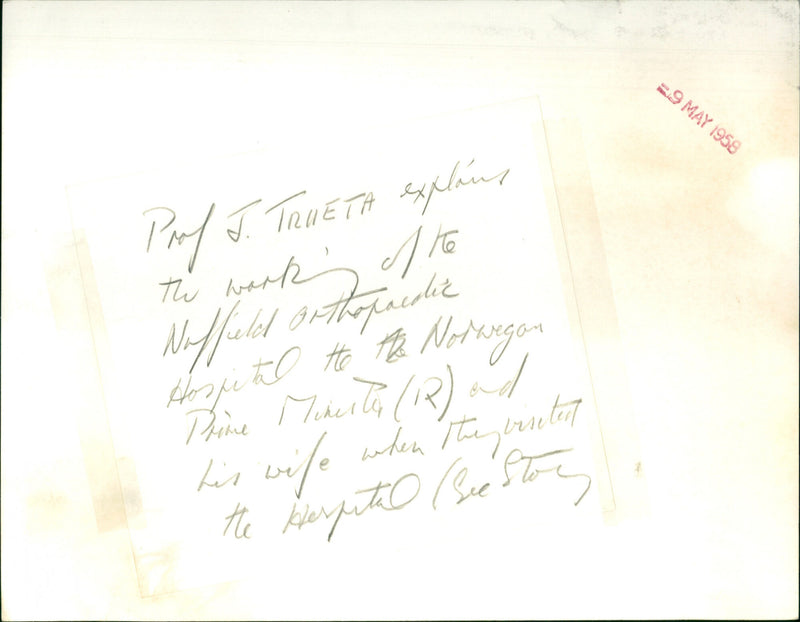 -9 MAY 1958
Prof J. TRUETA explains
the working of the
Nuffield Orthopaedic
Hospital to the Norwegan
Prime Minister (R) and
his wife when they visited
the Hospital (See Story